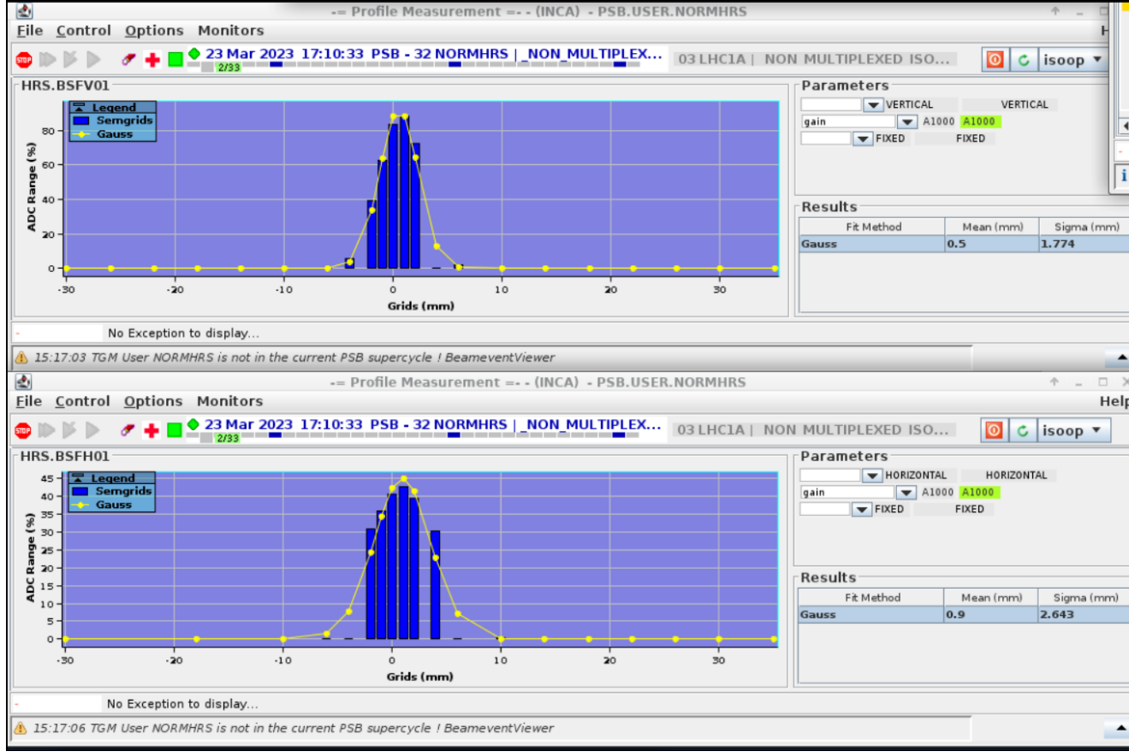 -= Profile Measurement =- - (INCA) - PSB.USER.NORMHRS
File Control Options Monitors H
STOP 23 Mar 2023 17:10:33 PSB - 32 NORMHRS | _NON_MULTIPLEX... 03 LHC1A | NON MULTIPLEXED ISO... isoop
2/33
HRS.BSFV01
Legend
Semgrids
Gauss
ADC Range (%)
80
60
40
20
0
-30 -20 -10 0 10 20 30
Grids (mm)
Parameters
VERTICAL VERTICAL
gain A1000 A1000
FIXED FIXED
Results
Fit Method Mean (mm) Sigma (mm)
Gauss 0.5 1.774
- No Exception to display...
15:17:03 TGM User NORMHRS is not in the current PSB supercycle ! BeameventViewer
-= Profile Measurement =- - (INCA) - PSB.USER.NORMHRS
File Control Options Monitors Help
STOP 23 Mar 2023 17:10:33 PSB - 32 NORMHRS | _NON_MULTIPLEX... 03 LHC1A | NON MULTIPLEXED ISO... isoop
2/33
HRS.BSFH01
Legend
Semgrids
Gauss
ADC Range (%)
45
40
35
30
25
20
15
10
5
0
-30 -20 -10 0 10 20 30
Grids (mm)
Parameters
HORIZONTAL HORIZONTAL
gain A1000 A1000
FIXED FIXED
Results
Fit Method Mean (mm) Sigma (mm)
Gauss 0.9 2.643
- No Exception to display...
15:17:06 TGM User NORMHRS is not in the current PSB supercycle ! BeameventViewer